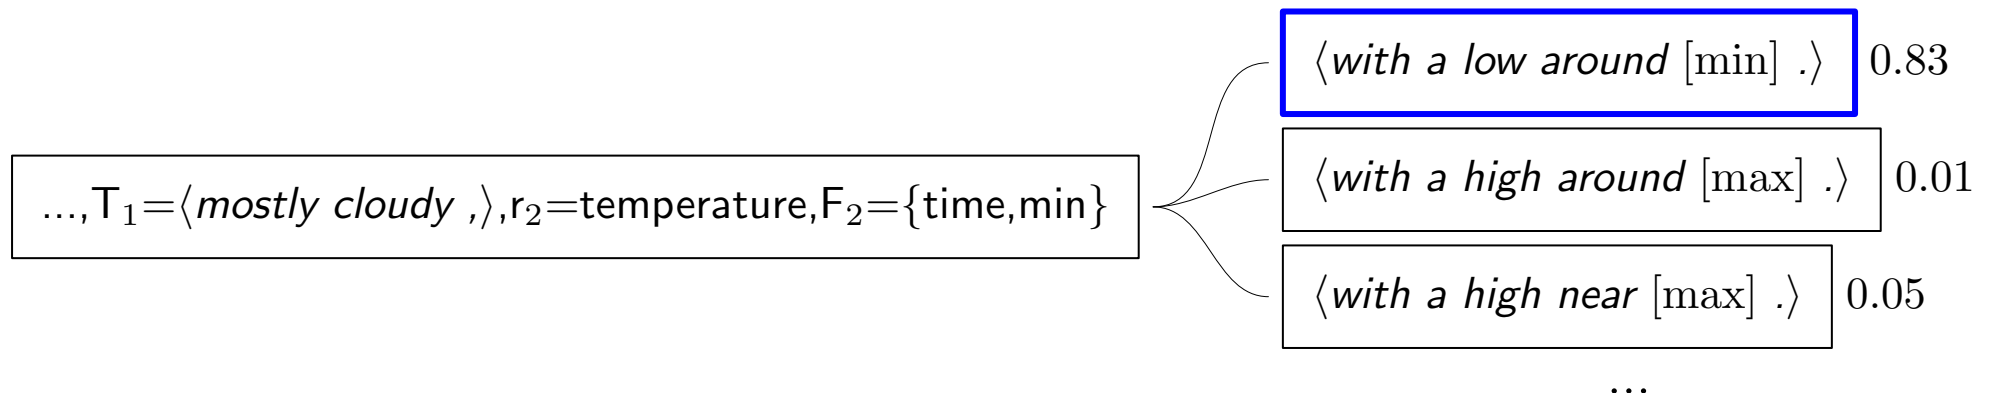 ⟨with a low around [min] .⟩ 0.83
⟨with a high around [max] .⟩ 0.01
...,T₁=⟨mostly cloudy ,⟩,r₂=temperature,F₂={time,min}
⟨with a high near [max] .⟩ 0.05
...